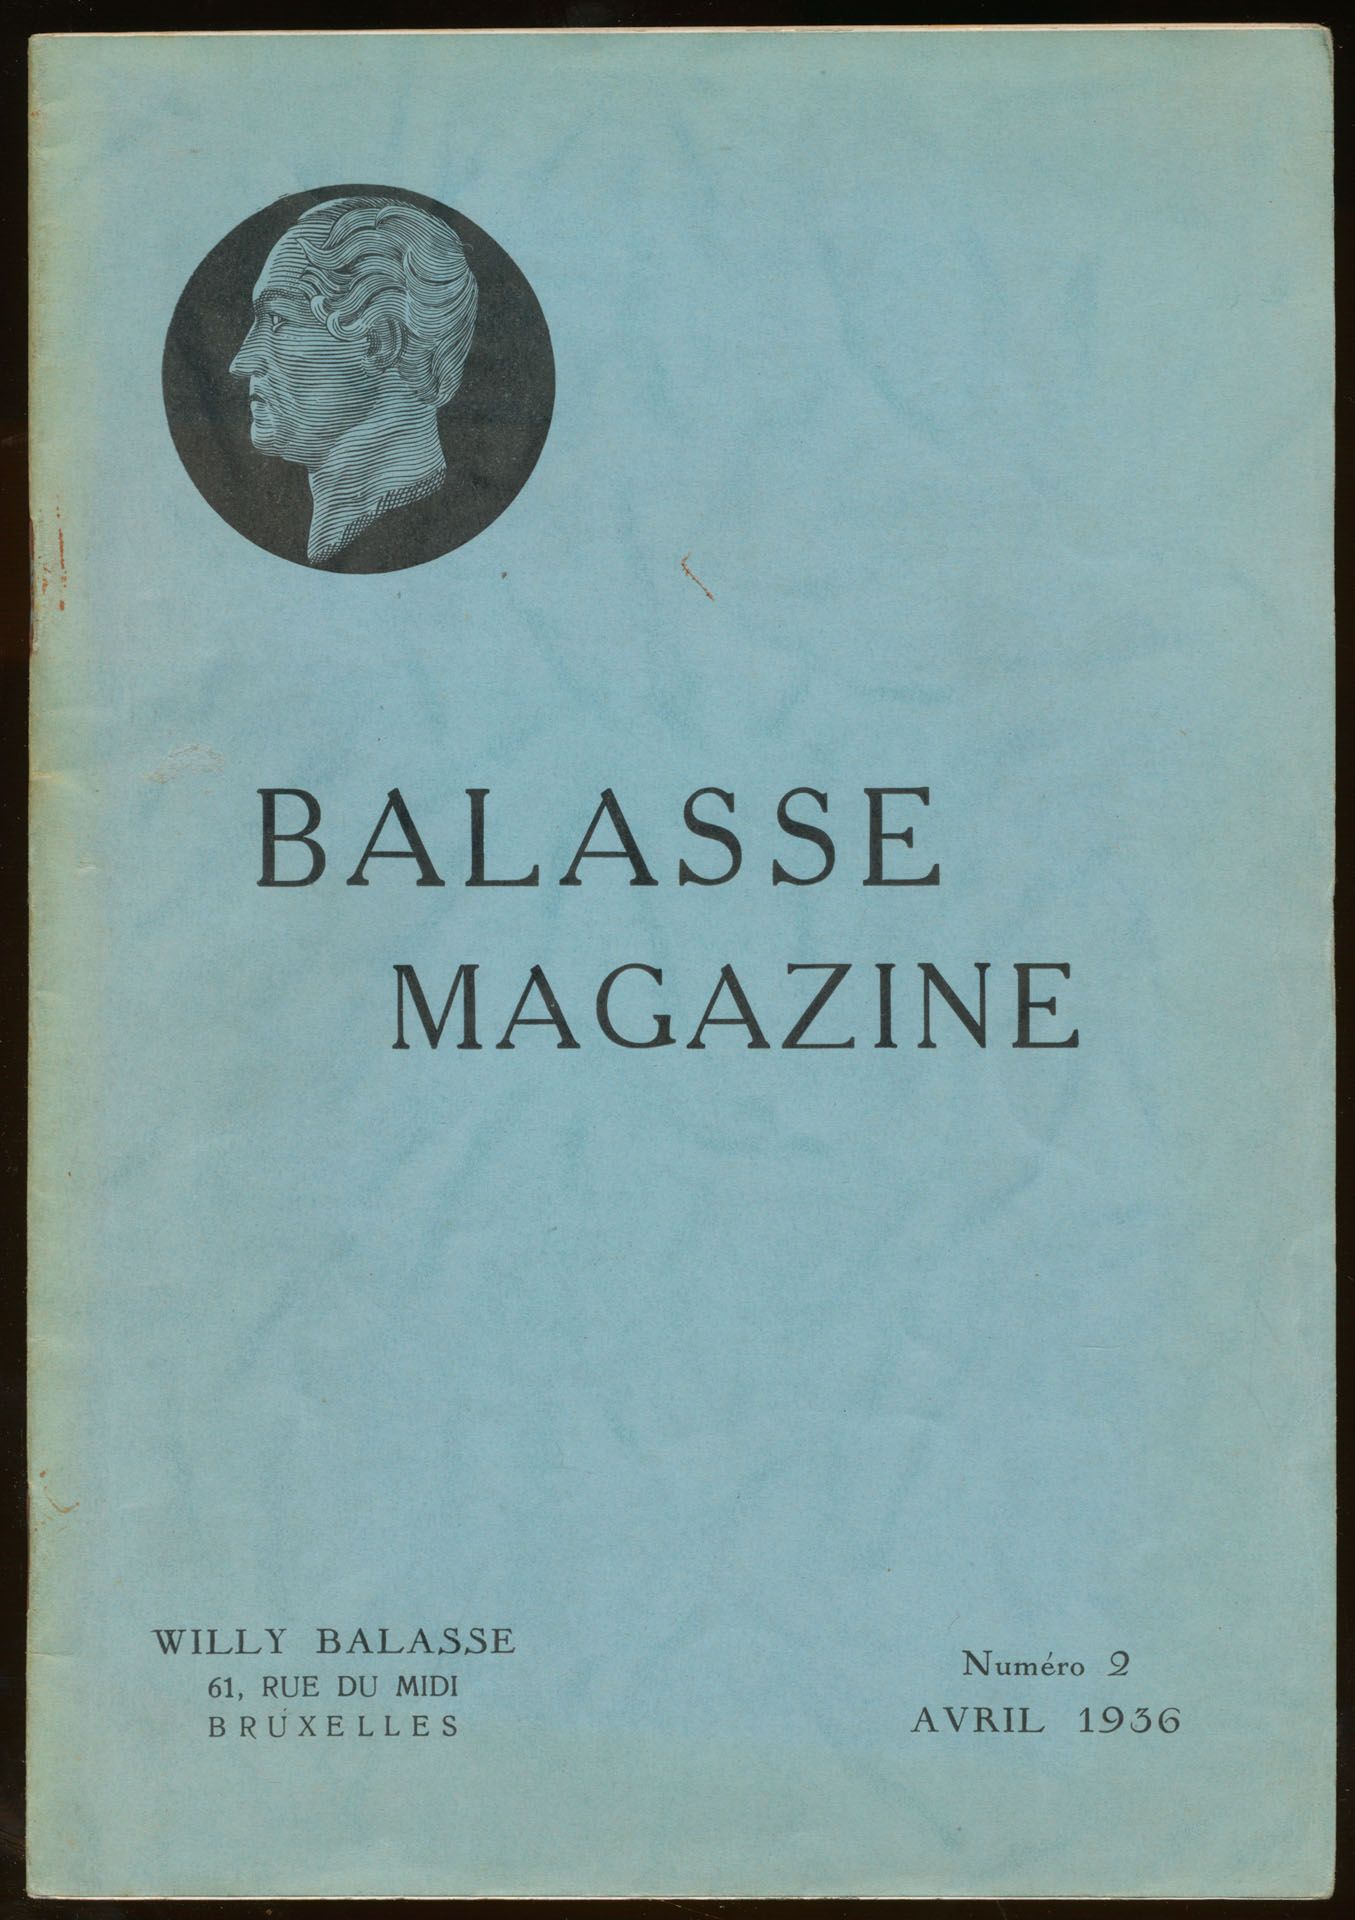 BALASSE
MAGAZINE
WILLY BALASSE
61, RUE DU MIDI
BRUXELLES
Numéro 2
AVRIL 1936